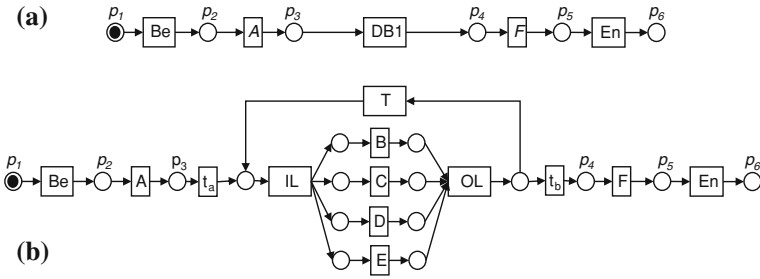 (a)
p1 p2 p3 p4 p5 p6
Be A DB1 F En
T
p1 p2 p3 p4 p5 p6
B
Be A ta IL C OL tb F En
D
E
(b)